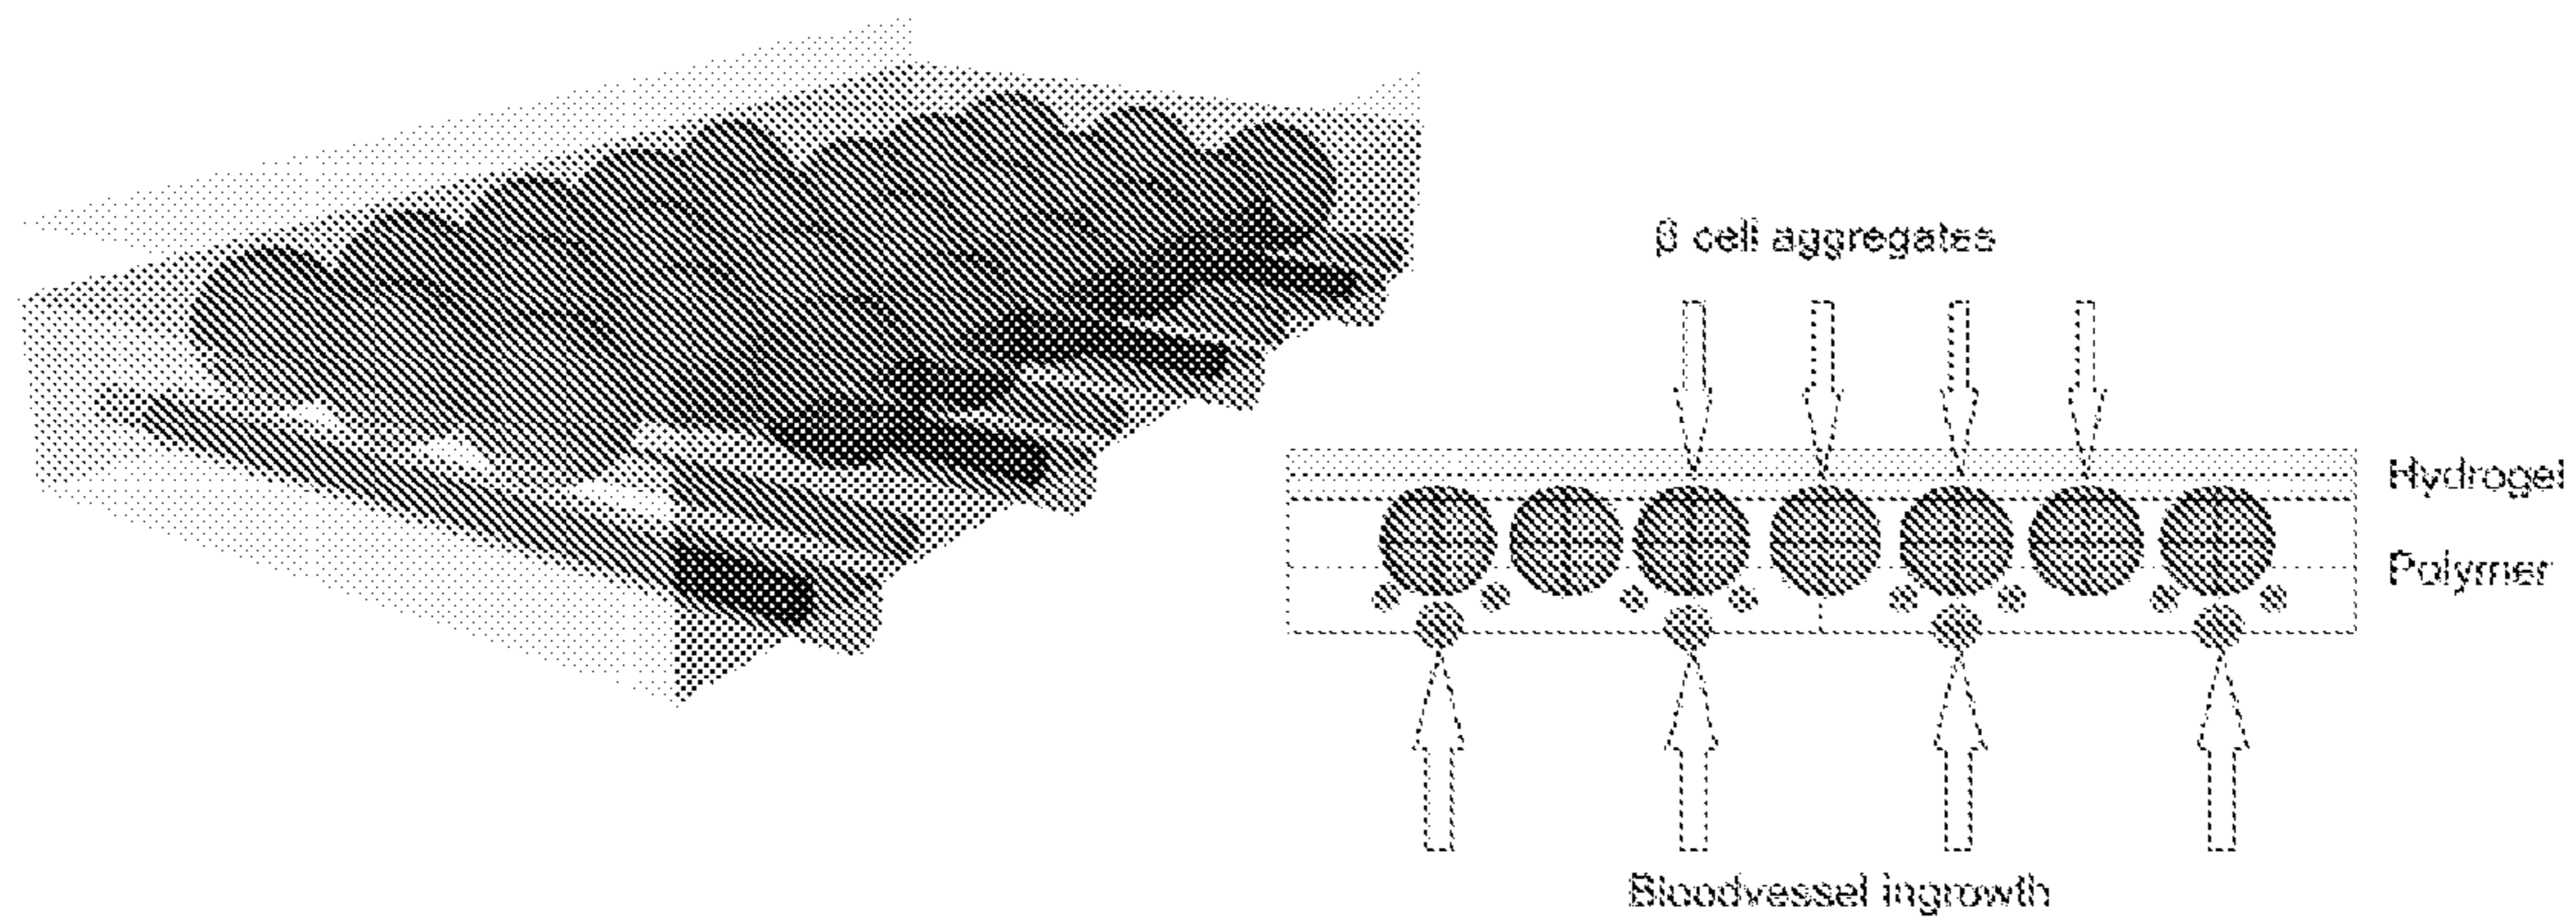 β cell aggregates
Hydrogel
Polymer
Bloodvessel ingrowth